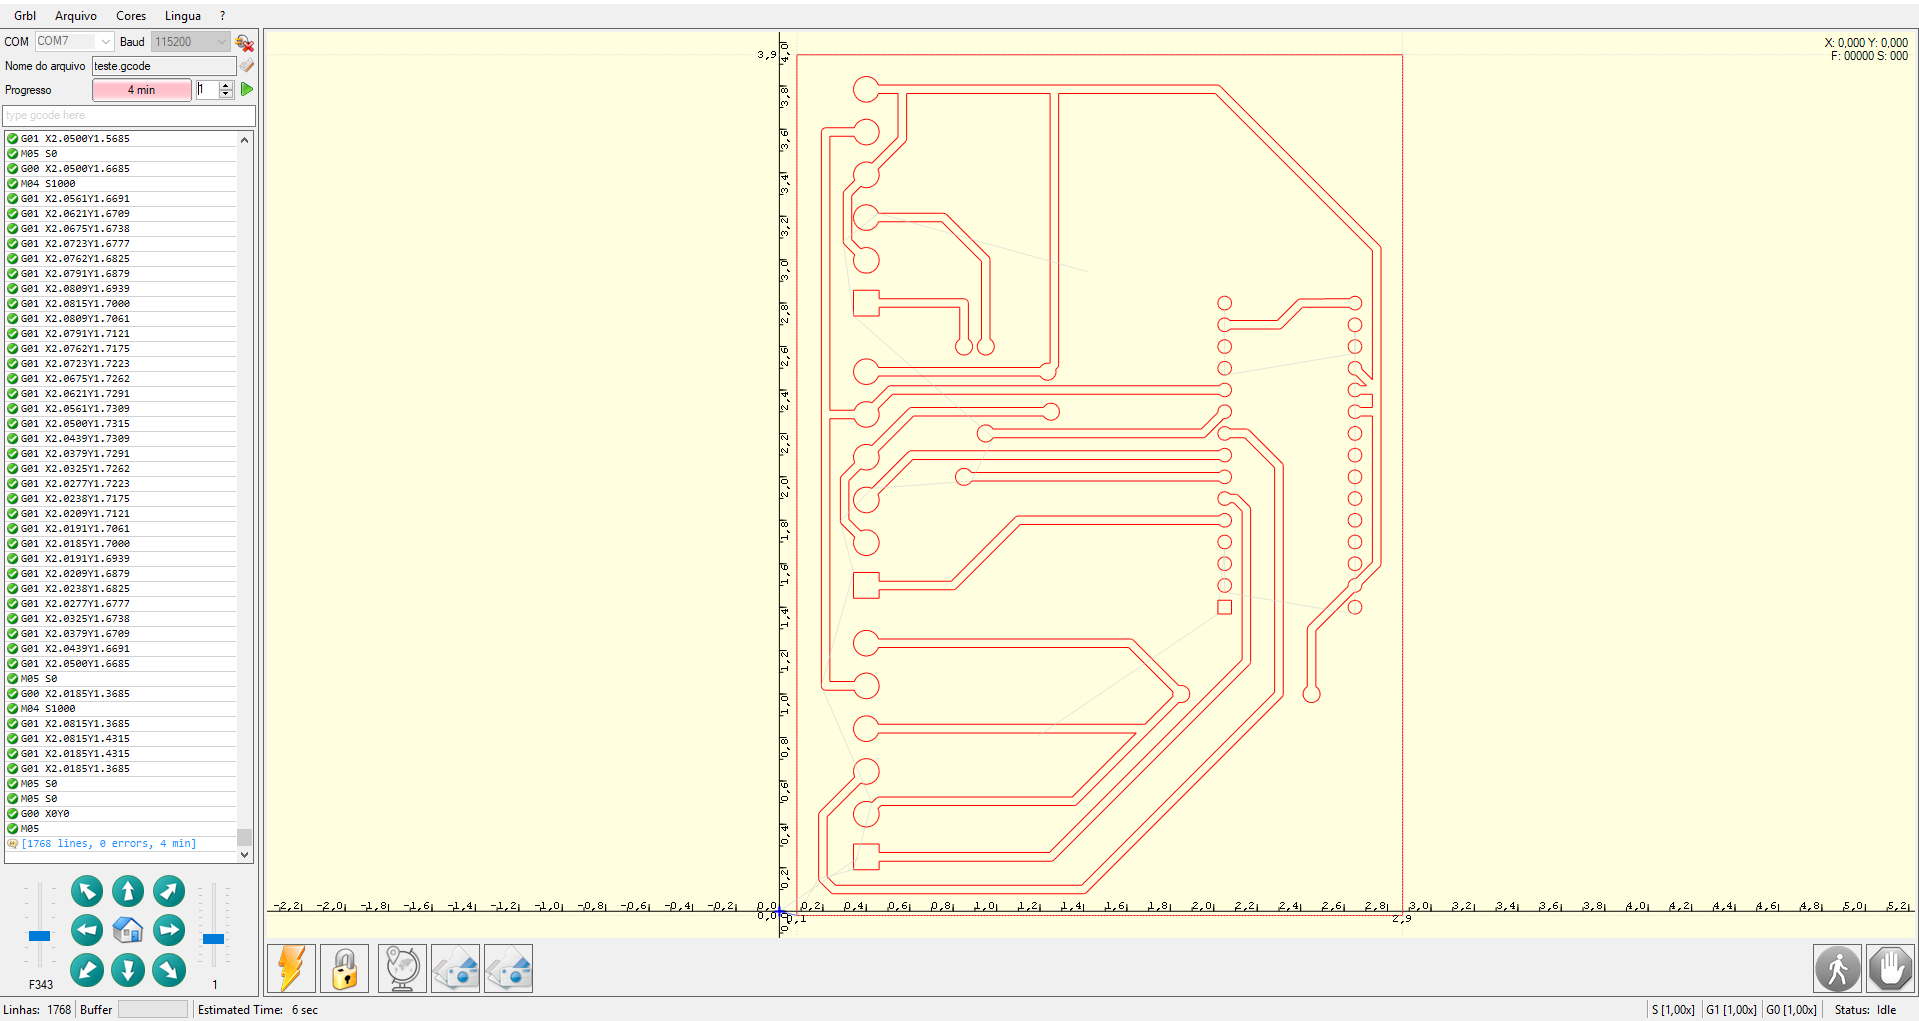 Grbl Arquivo Cores Lingua ?
COM COM7 Baud 115200
Nome do arquivo teste.gcode
Progresso 4 min 1
type gcode here
G01 X2.0500Y1.5685
M05 S0
G00 X2.0500Y1.6685
M04 S1000
G01 X2.0561Y1.6691
G01 X2.0621Y1.6709
G01 X2.0675Y1.6738
G01 X2.0723Y1.6777
G01 X2.0762Y1.6825
G01 X2.0791Y1.6879
G01 X2.0809Y1.6939
G01 X2.0815Y1.7000
G01 X2.0809Y1.7061
G01 X2.0791Y1.7121
G01 X2.0762Y1.7175
G01 X2.0723Y1.7223
G01 X2.0675Y1.7262
G01 X2.0621Y1.7291
G01 X2.0561Y1.7309
G01 X2.0500Y1.7315
G01 X2.0439Y1.7309
G01 X2.0379Y1.7291
G01 X2.0325Y1.7262
G01 X2.0277Y1.7223
G01 X2.0238Y1.7175
G01 X2.0209Y1.7121
G01 X2.0191Y1.7061
G01 X2.0185Y1.7000
G01 X2.0191Y1.6939
G01 X2.0209Y1.6879
G01 X2.0238Y1.6825
G01 X2.0277Y1.6777
G01 X2.0325Y1.6738
G01 X2.0379Y1.6709
G01 X2.0439Y1.6691
G01 X2.0500Y1.6685
M05 S0
G00 X2.0185Y1.3685
M04 S1000
G01 X2.0815Y1.3685
G01 X2.0815Y1.4315
G01 X2.0185Y1.4315
G01 X2.0185Y1.3685
M05 S0
M05 S0
G00 X0Y0
M05
[1768 lines, 0 errors, 4 min]
F343 1
X: 0,000 Y: 0,000
F: 00000 S: 000
3,9
4,0
3,8
3,6
3,4
3,2
3,0
2,8
2,6
2,4
2,2
2,0
1,8
1,6
1,4
1,2
1,0
0,8
0,6
0,4
0,2
0,0
-2,2 -2,0 -1,8 -1,6 -1,4 -1,2 -1,0 -0,8 -0,6 -0,4 -0,2 0,0 0,2 0,4 0,6 0,8 1,0 1,2 1,4 1,6 1,8 2,0 2,2 2,4 2,6 2,8 3,0 3,2 3,4 3,6 3,8 4,0 4,2 4,4 4,6 4,8 5,0 5,2
0,1 2,9
Linhas: 1768 Buffer Estimated Time: 6 sec S [1,00x] G1 [1,00x] G0 [1,00x] Status: Idle